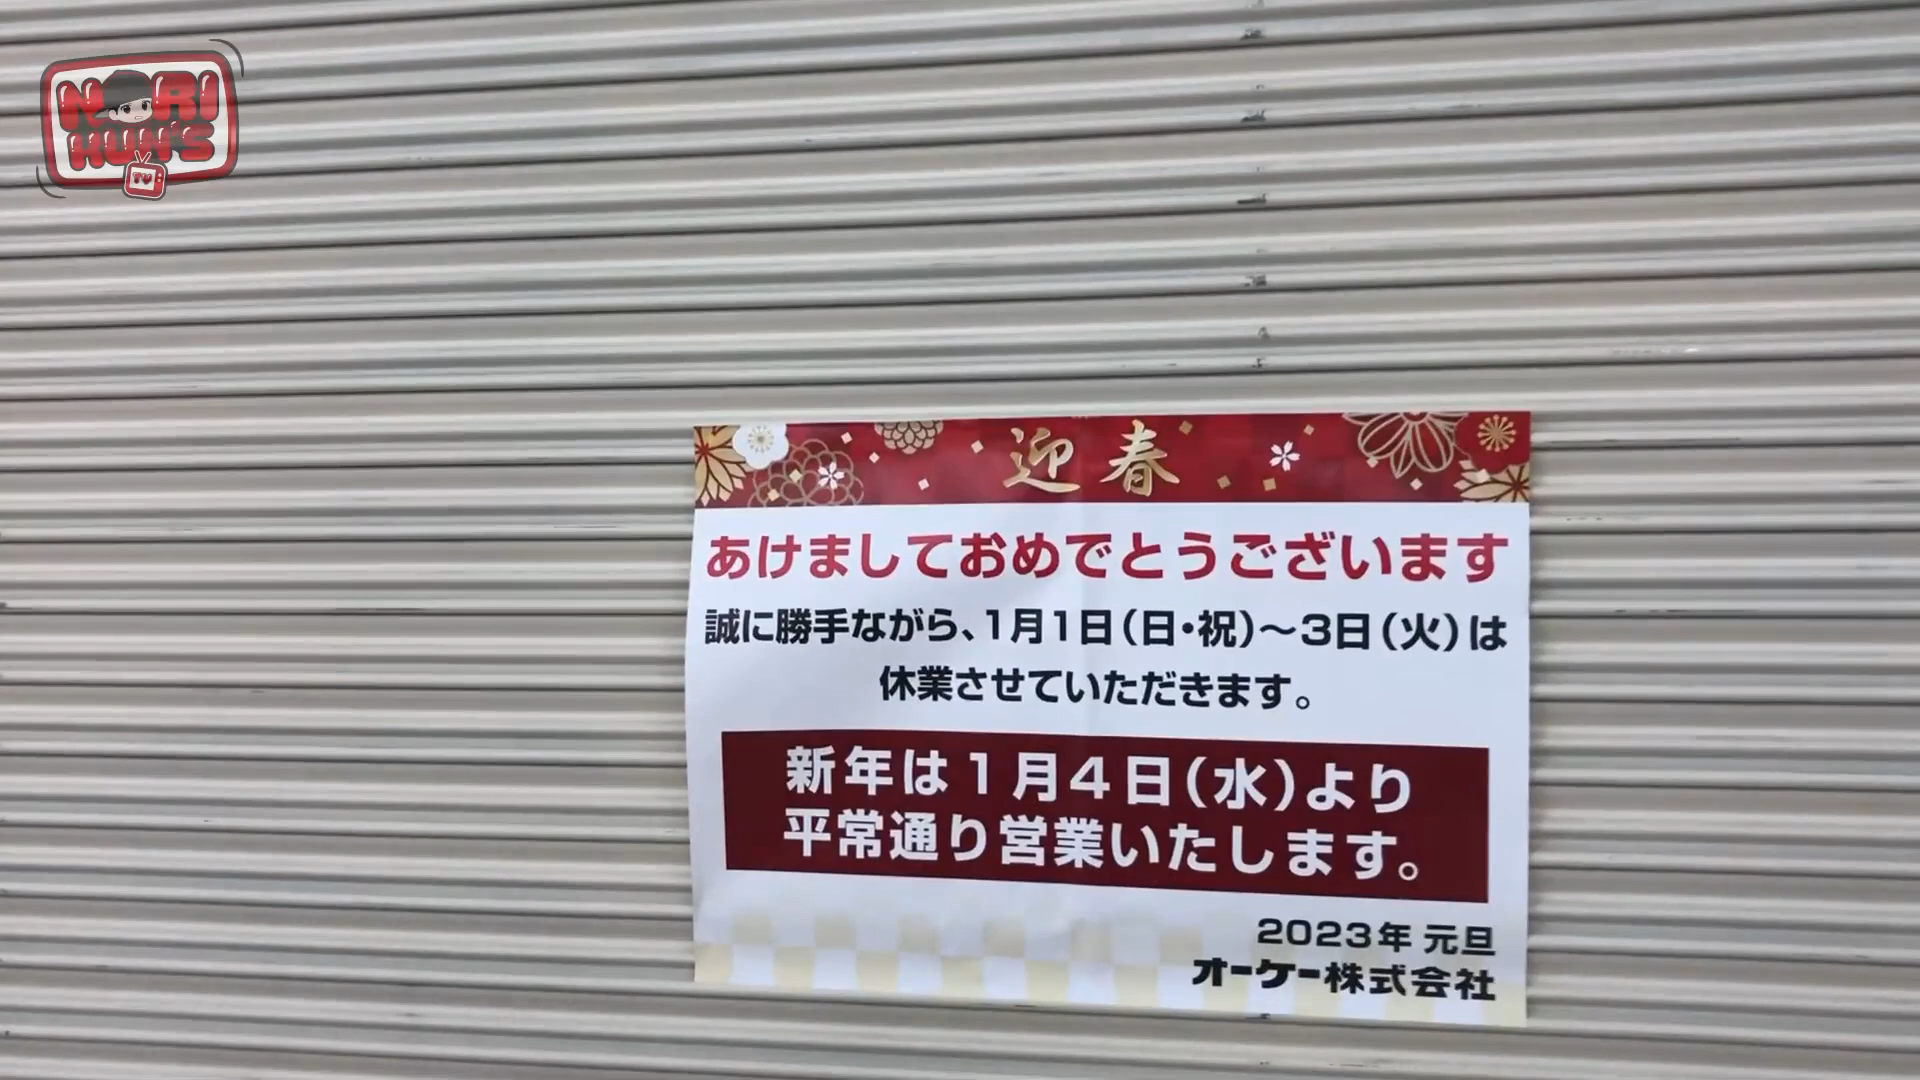 NORI
KUN'S
TV
迎春
あけましておめでとうございます
誠に勝手ながら、1月1日(日・祝)～3日(火)は
休業させていただきます。
新年は1月4日(水)より
平常通り営業いたします。
2023年 元旦
オーケー株式会社